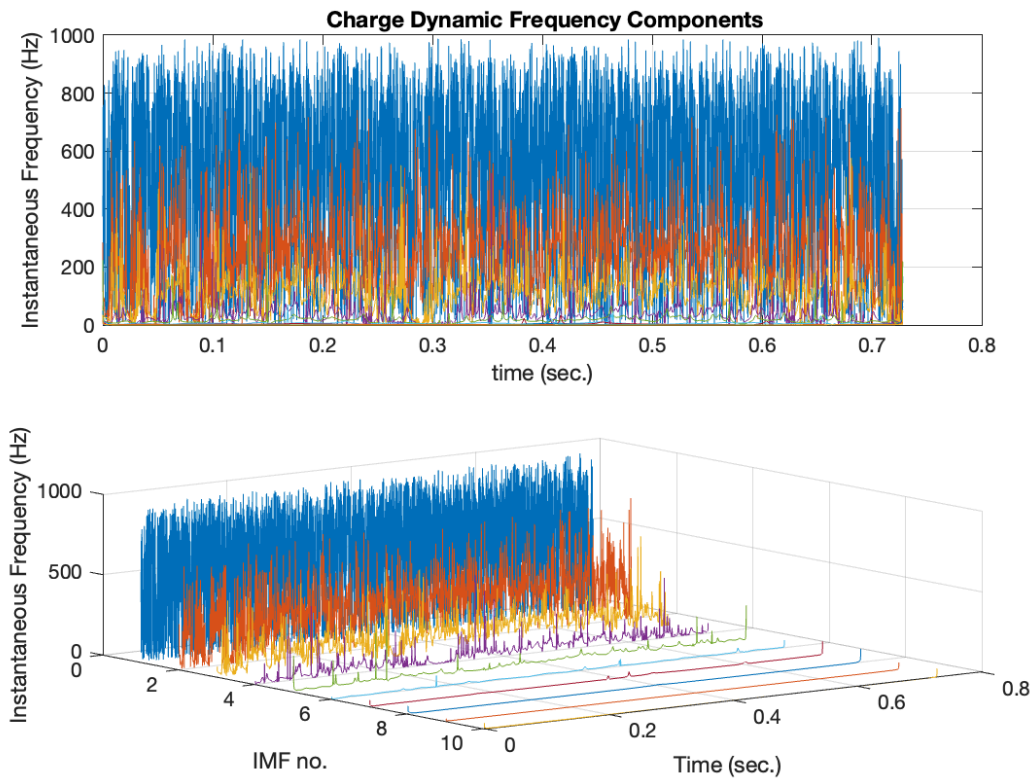 Charge Dynamic Frequency Components
Instantaneous Frequency (Hz)
1000
800
600
400
200
0
0 0.1 0.2 0.3 0.4 0.5 0.6 0.7 0.8
time (sec.)
Instantaneous Frequency (Hz)
1000
500
0
0
2
4
6
8
10
IMF no.
0
0.2
0.4
0.6
0.8
Time (sec.)